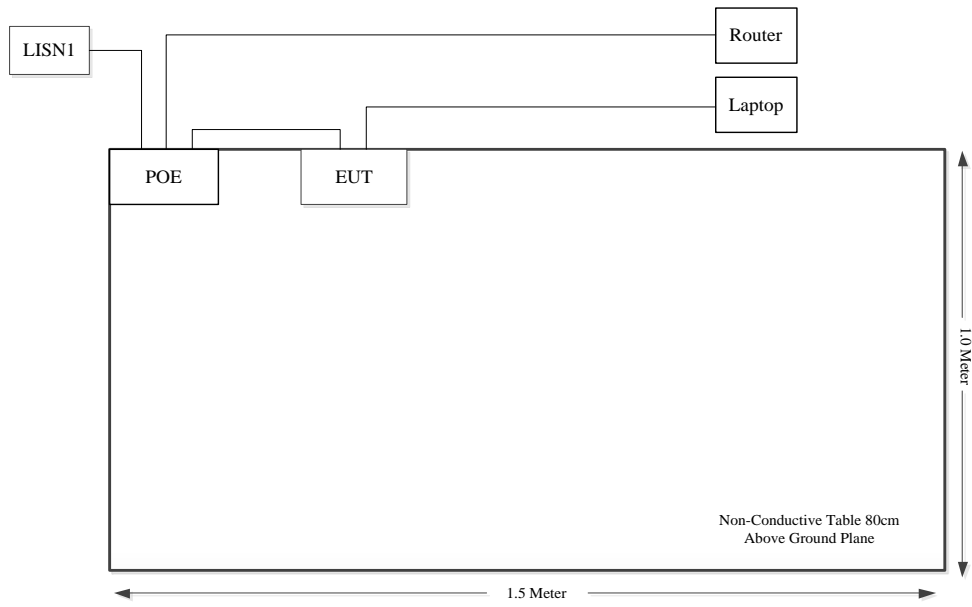 Router
LISN1
Laptop
POE
EUT
1.0 Meter
Non-Conductive Table 80cm
Above Ground Plane
1.5 Meter